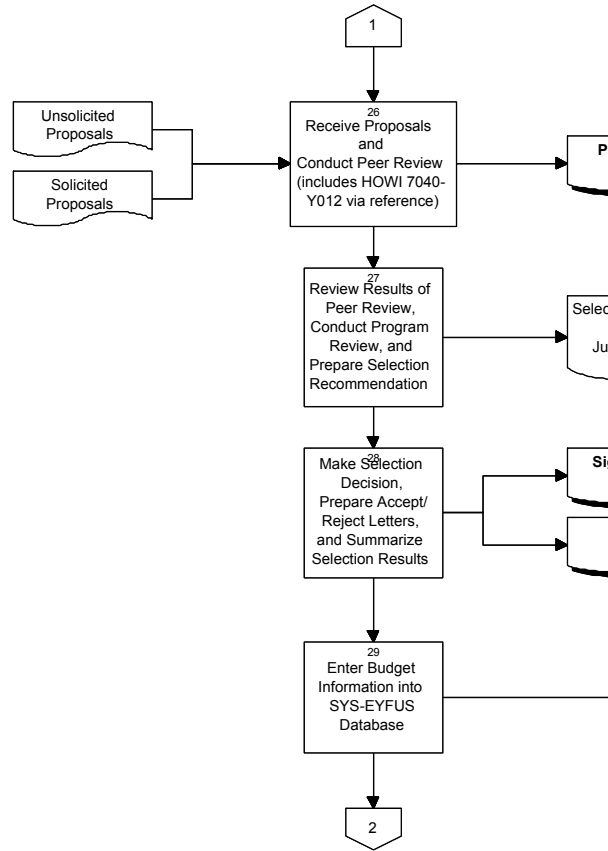 1
Unsolicited
Proposals
Solicited
Proposals
26
Receive Proposals
and
Conduct Peer Review
(includes HOWI 7040-
Y012 via reference)
P
27
Review Results of
Peer Review,
Conduct Program
Review, and
Prepare Selection
Recommendation
Selec
Ju
28
Make Selection
Decision,
Prepare Accept/
Reject Letters,
and Summarize
Selection Results
Sig
29
Enter Budget
Information into
SYS-EYFUS
Database
2